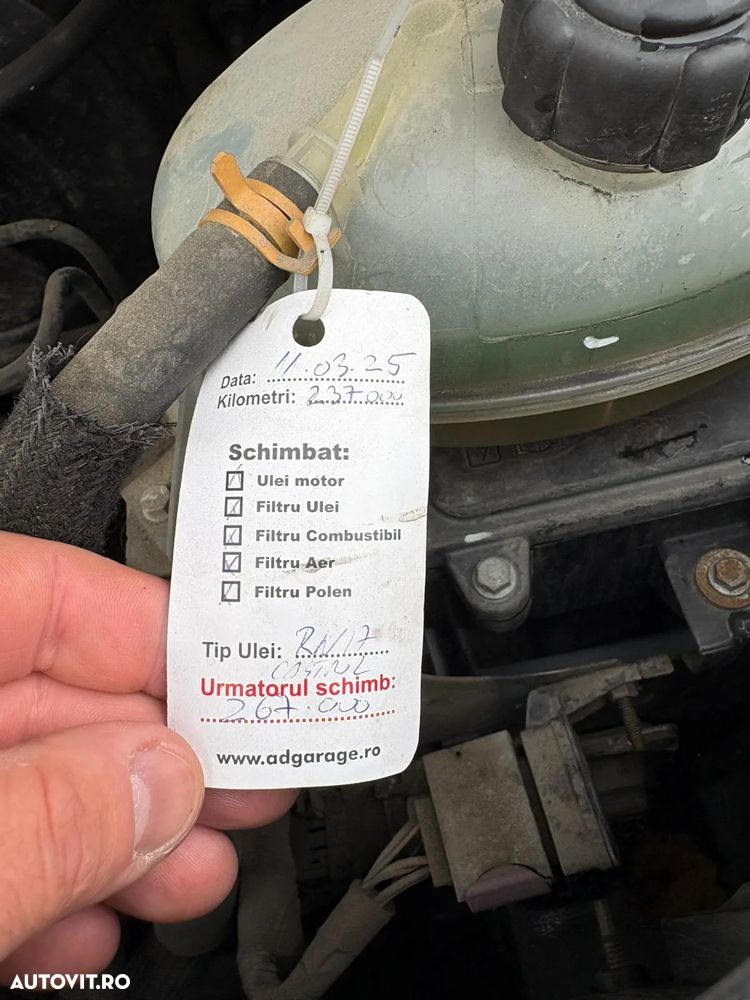 Data: 11.03.25
Kilometri: 237.000
Schimbat:
Ulei motor
Filtru Ulei
Filtru Combustibil
Filtru Aer
Filtru Polen
Tip Ulei: RN17
CASTROL
Urmatorul schimb:
267.000
www.adgarage.ro
AUTOVIT.RO